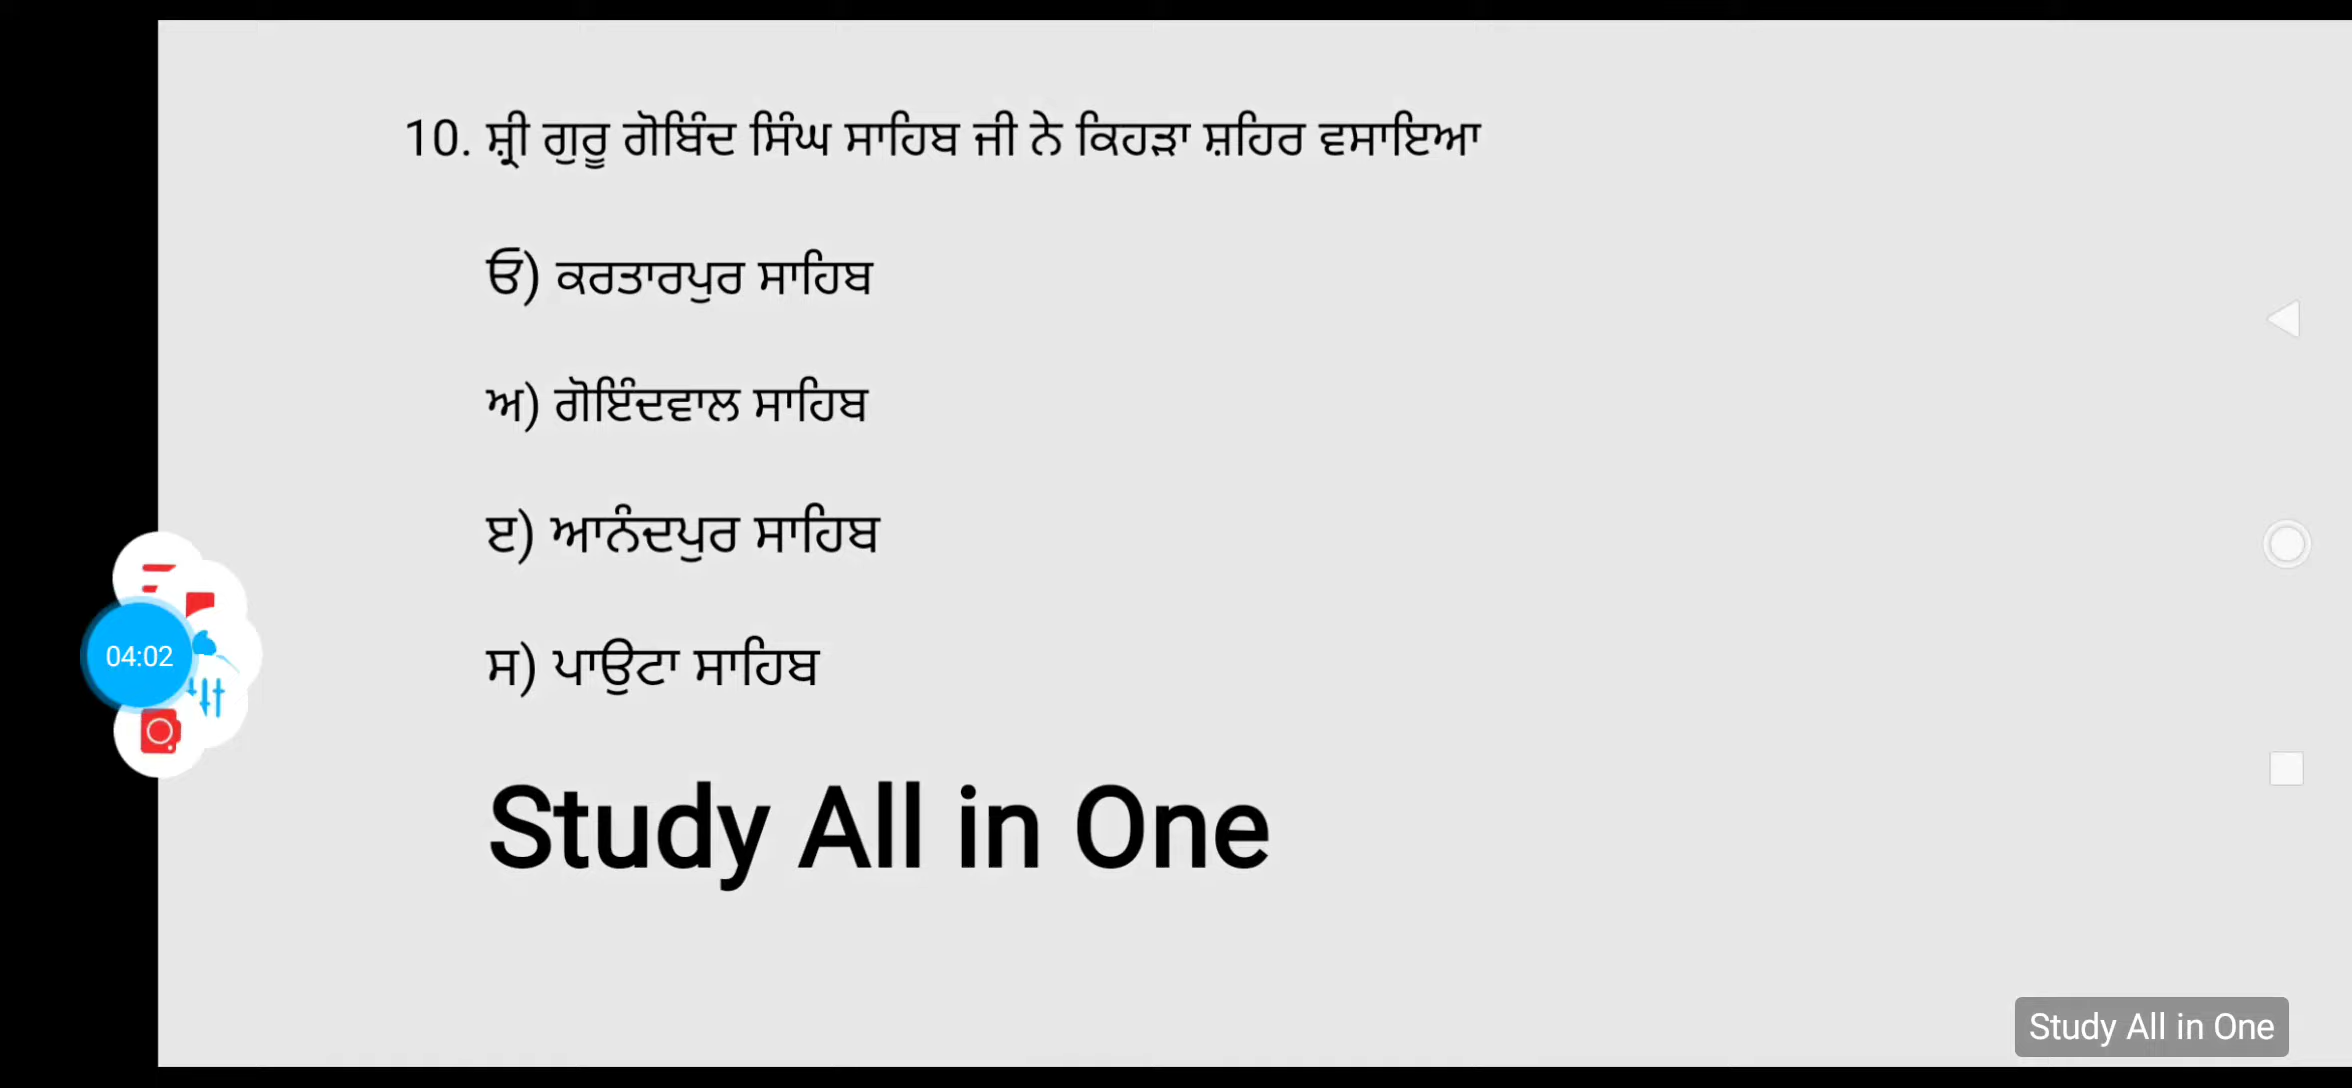 10. ਸ਼੍ਰੀ ਗੁਰੂ ਗੋਬਿੰਦ ਸਿੰਘ ਸਾਹਿਬ ਜੀ ਨੇ ਕਿਹੜਾ ਸ਼ਹਿਰ ਵਸਾਇਆ
ਓ) ਕਰਤਾਰਪੁਰ ਸਾਹਿਬ
ਅ) ਗੋਇੰਦਵਾਲ ਸਾਹਿਬ
ੲ) ਆਨੰਦਪੁਰ ਸਾਹਿਬ
04:02
ਸ) ਪਾਉਟਾ ਸਾਹਿਬ
Study All in One
Study All in One